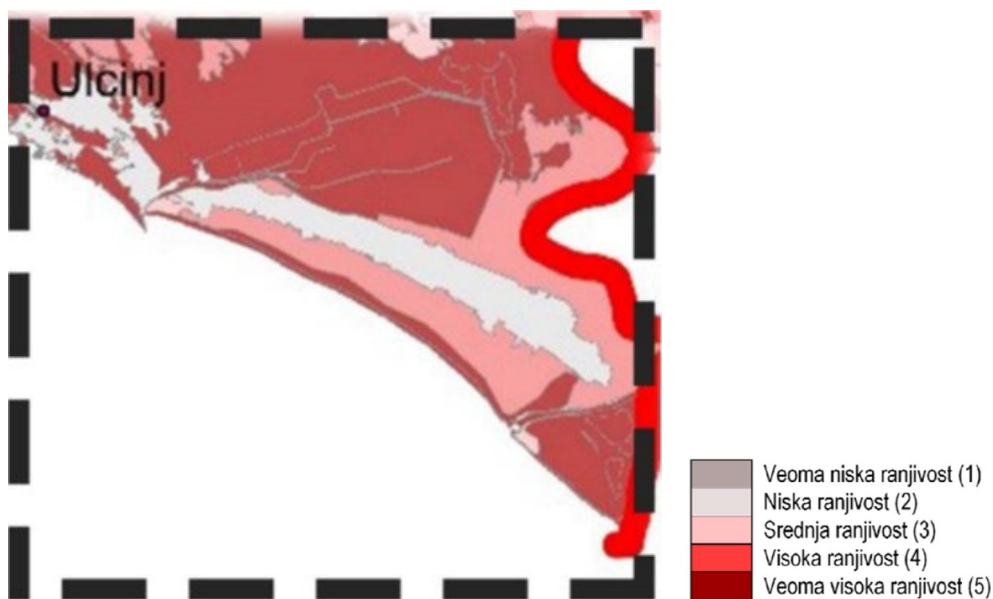 Ulcinj
Veoma niska ranjivost (1)
Niska ranjivost (2)
Srednja ranjivost (3)
Visoka ranjivost (4)
Veoma visoka ranjivost (5)